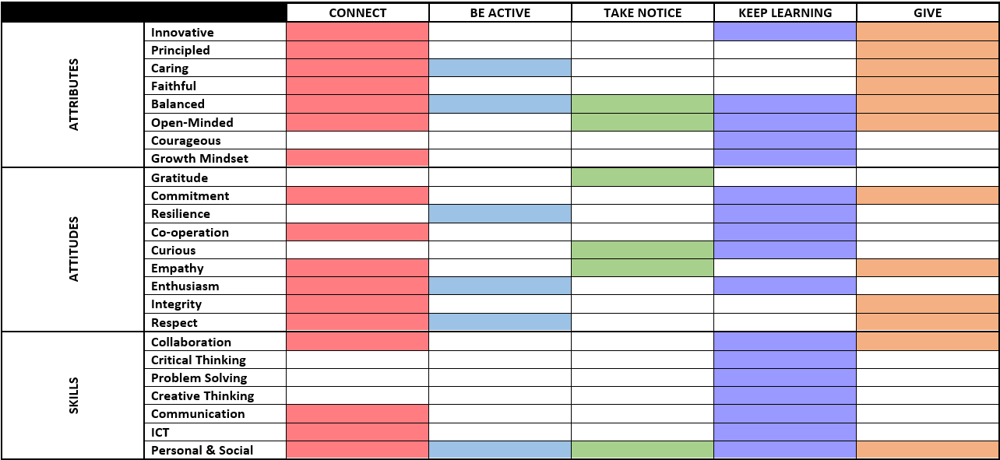 CONNECT BE ACTIVE TAKE NOTICE KEEP LEARNING GIVE
ATTRIBUTES
Innovative
Principled
Caring
Faithful
Balanced
Open-Minded
Courageous
Growth Mindset
ATTITUDES
Gratitude
Commitment
Resilience
Co-operation
Curious
Empathy
Enthusiasm
Integrity
Respect
SKILLS
Collaboration
Critical Thinking
Problem Solving
Creative Thinking
Communication
ICT
Personal & Social